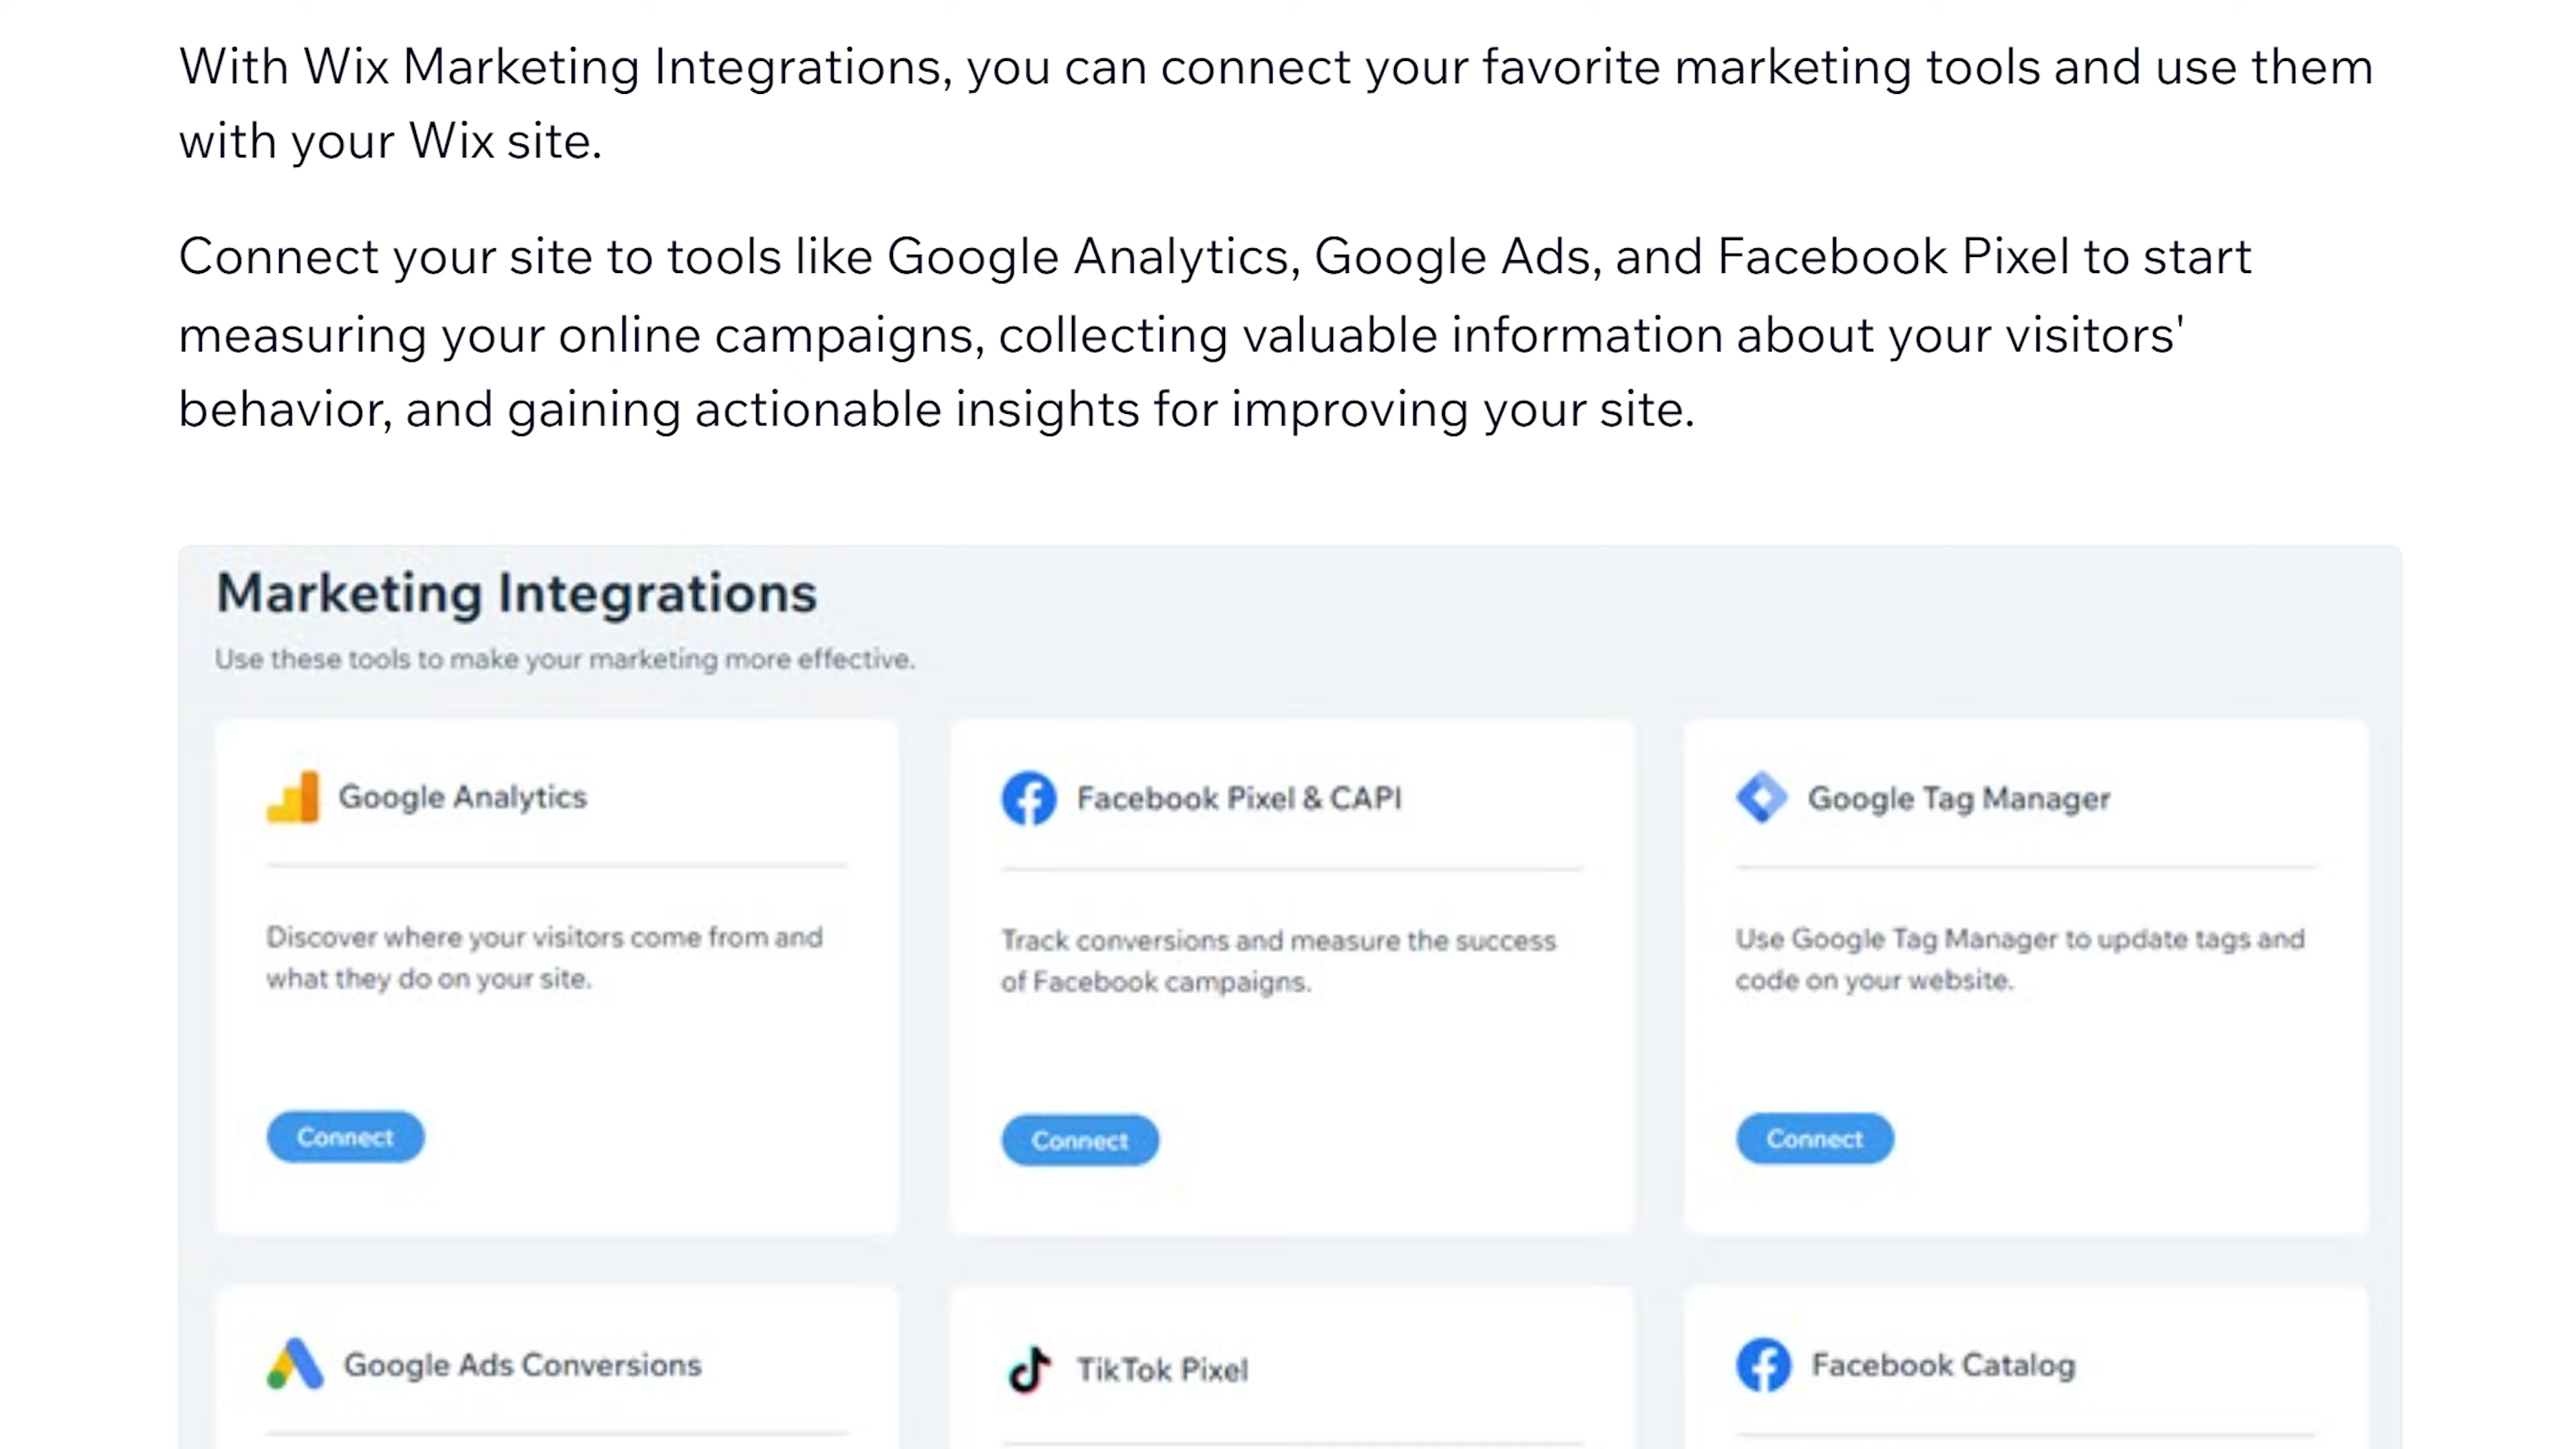 With Wix Marketing Integrations, you can connect your favorite marketing tools and use them
with your Wix site.
Connect your site to tools like Google Analytics, Google Ads, and Facebook Pixel to start
measuring your online campaigns, collecting valuable information about your visitors'
behavior, and gaining actionable insights for improving your site.
Marketing Integrations
Use these tools to make your marketing more effective.
Google Analytics
Discover where your visitors come from and
what they do on your site.
Connect
Facebook Pixel & CAPI
Track conversions and measure the success
of Facebook campaigns.
Connect
Google Tag Manager
Use Google Tag Manager to update tags and
code on your website.
Connect
Google Ads Conversions
TikTok Pixel
Facebook Catalog